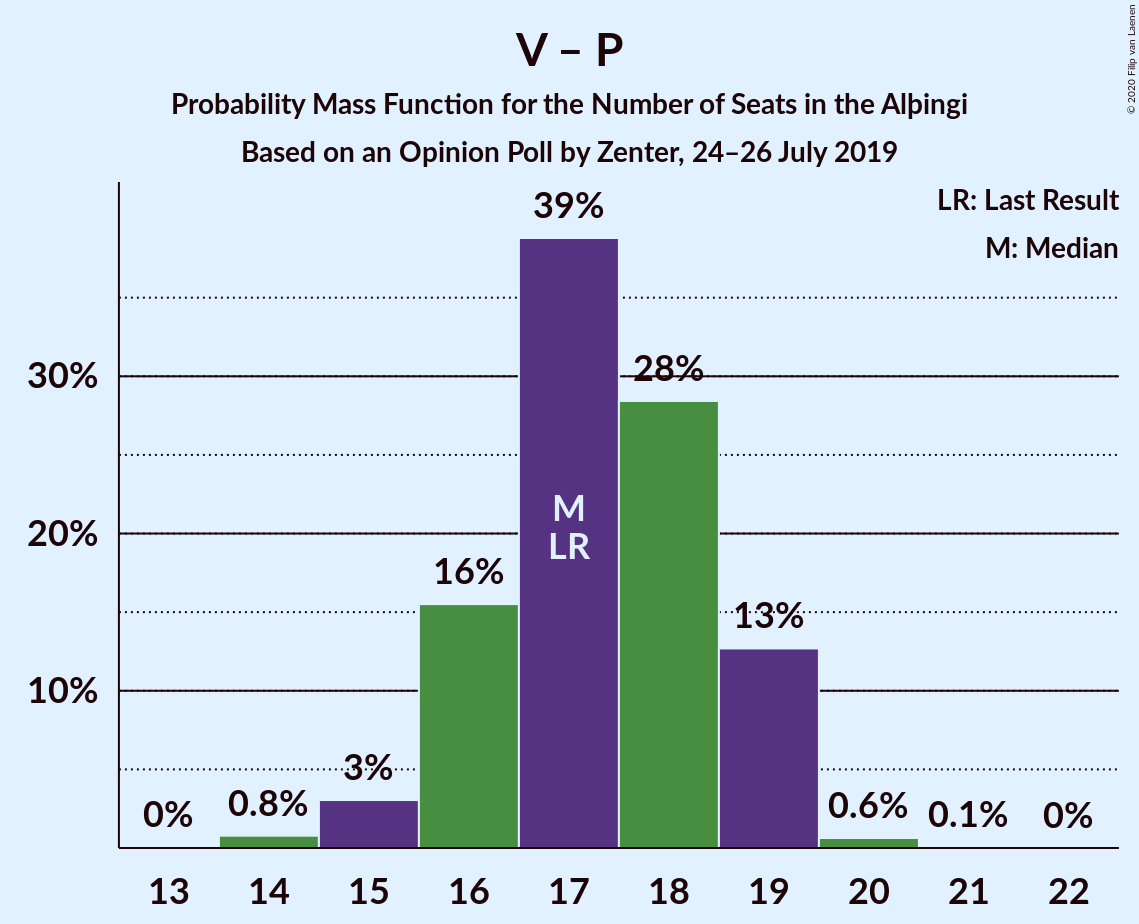 V – P
Probability Mass Function for the Number of Seats in the Alþingi
Based on an Opinion Poll by Zenter, 24–26 July 2019
© 2020 Filip van Laenen
LR: Last Result
M: Median
30%
20%
10%
0%
0.8%
3%
16%
39%
28%
13%
0.6%
0.1%
0%
M
LR
13
14
15
16
17
18
19
20
21
22